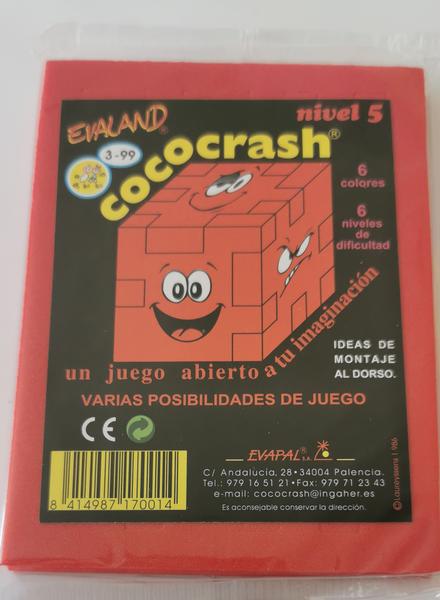 EVALAND®
nivel 5
3-99
cococrash®
6
colores
6
niveles
de
dificultad
un juego abierto a tu imaginación
IDEAS DE
MONTAJE
AL DORSO.
VARIAS POSIBILIDADES DE JUEGO
CE
EVAPAL® S.A.
C/ Andalucía, 28 · 34004 Palencia.
Tel.: 979 16 51 21 · Fax: 979 71 23 43
e-mail: cococrash@ingaher.es
Es aconsejable conservar la dirección.
8 414987 170014
© Laureyssens 1986